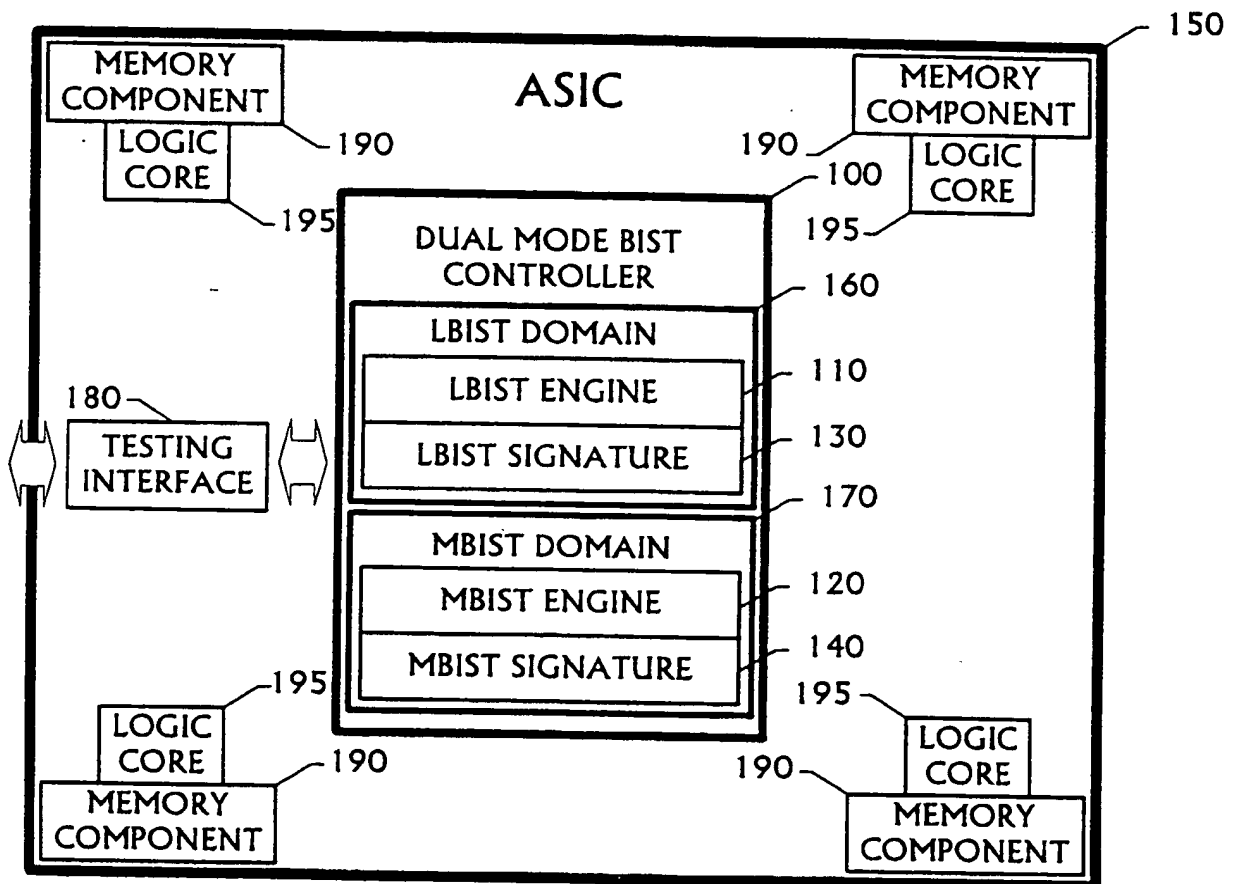 150
MEMORY
COMPONENT
ASIC
MEMORY
COMPONENT
190
LOGIC
CORE
195
190
LOGIC
CORE
195
100
DUAL MODE BIST
CONTROLLER
160
LBIST DOMAIN
LBIST ENGINE
110
LBIST SIGNATURE
130
180
TESTING
INTERFACE
170
MBIST DOMAIN
MBIST ENGINE
120
MBIST SIGNATURE
140
195
LOGIC
CORE
190
MEMORY
COMPONENT
195
LOGIC
CORE
190
MEMORY
COMPONENT